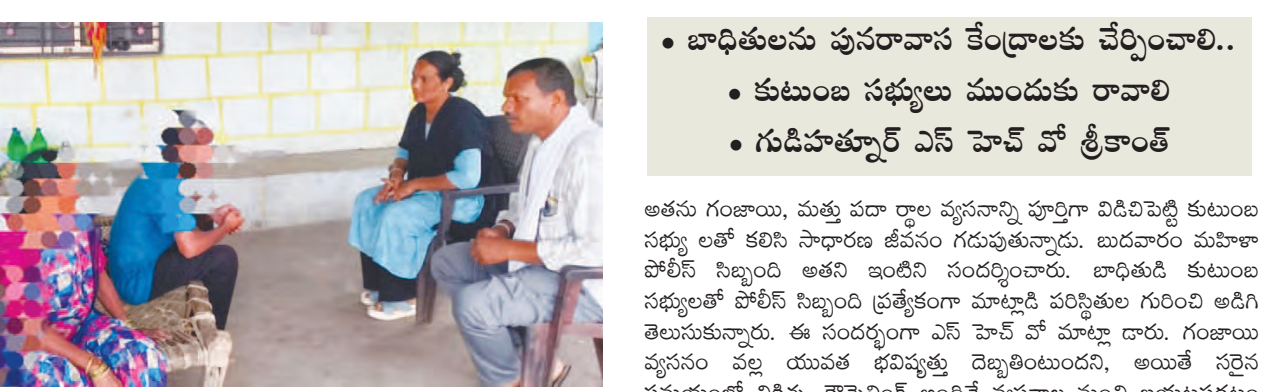 • బాధితులను పునరావాస కేంద్రాలకు చేర్పించాలి..
• కుటుంబ సభ్యులు ముందుకు రావాలి
• గుడిహత్నూర్ ఎస్ హెచ్ వో శ్రీకాంత్
అతను గంజాయి, మత్తు పదా ర్థాల వ్యసనాన్ని పూర్తిగా విడిచిపెట్టి కుటుంబ
సభ్యు లతో కలిసి సాధారణ జీవనం గడుపుతున్నాడు. బుదవారం మహిళా
పోలీస్ సిబ్బంది అతని ఇంటిని సందర్శించారు. బాధితుడి కుటుంబ
సభ్యులతో పోలీస్ సిబ్బంది ప్రత్యేకంగా మాట్లాడి పరిస్థితుల గురించి అడిగి
తెలుసుకున్నారు. ఈ సందర్భంగా ఎస్ హెచ్ వో మాట్లా డారు. గంజాయి
వ్యసనం వల్ల యువత భవిష్యత్తు దెబ్బతింటుందని, అయితే సరైన